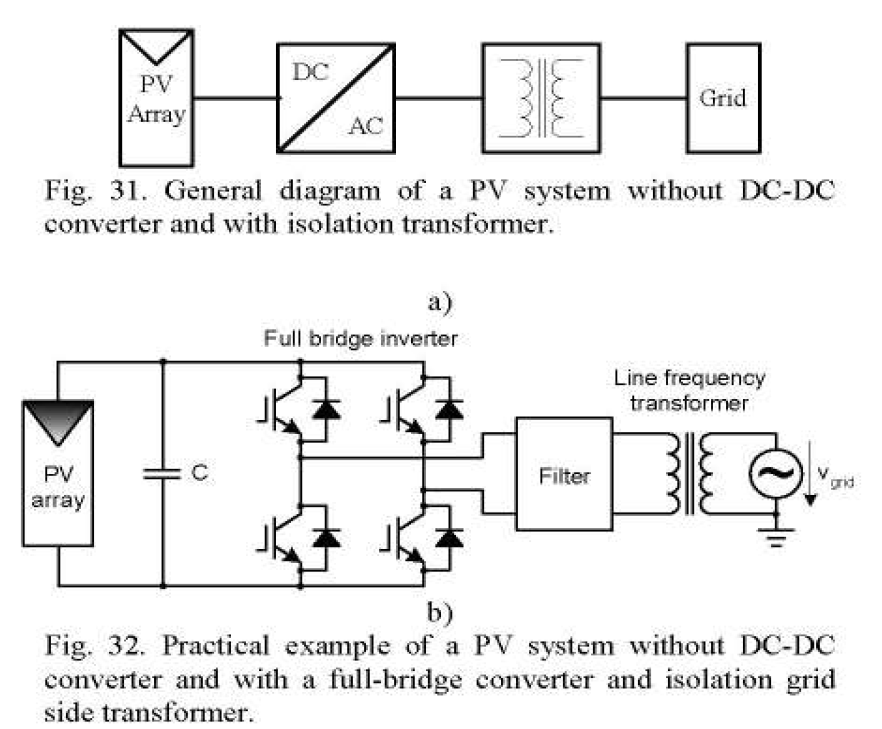 PV
Array
DC
AC
Grid
Fig. 31. General diagram of a PV system without DC-DC
converter and with isolation transformer.
a)
Full bridge inverter
Line frequency
transformer
PV
array
C
Filter
v grid
b)
Fig. 32. Practical example of a PV system without DC-DC
converter and with a full-bridge converter and isolation grid
side transformer.